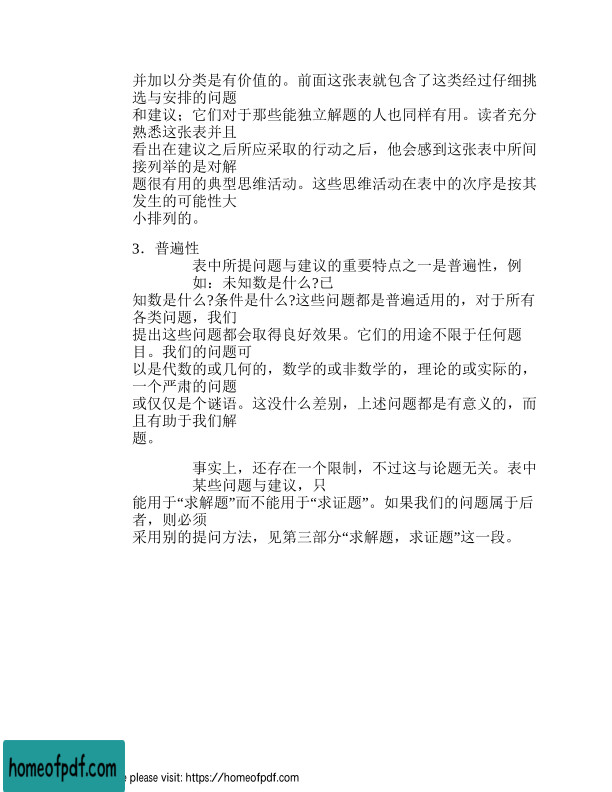 并加以分类是有价值的。前面这张表就包含了这类经过仔细挑
选与安排的问题
和建议；它们对于那些能独立解题的人也同样有用。读者充分
熟悉这张表并且
看出在建议之后所应采取的行动之后，他会感到这张表中所间
接列举的是对解
题很有用的典型思维活动。这些思维活动在表中的次序是按其
发生的可能性大
小排列的。
3．普遍性
表中所提问题与建议的重要特点之一是普遍性，例
如：未知数是什么?已
知数是什么?条件是什么?这些问题都是普遍适用的，对于所有
各类问题，我们
提出这些问题都会取得良好效果。它们的用途不限于任何题
目。我们的问题可
以是代数的或几何的，数学的或非数学的，理论的或实际的，
一个严肃的问题
或仅仅是个谜语。这没什么差别，上述问题都是有意义的，而
且有助于我们解
题。
事实上，还存在一个限制，不过这与论题无关。表中
某些问题与建议，只
能用于“求解题”而不能用于“求证题”。如果我们的问题属于后
者，则必须
采用别的提问方法，见第三部分“求解题，求证题”这一段。
homeofpdf.com
please visit: https://homeofpdf.com